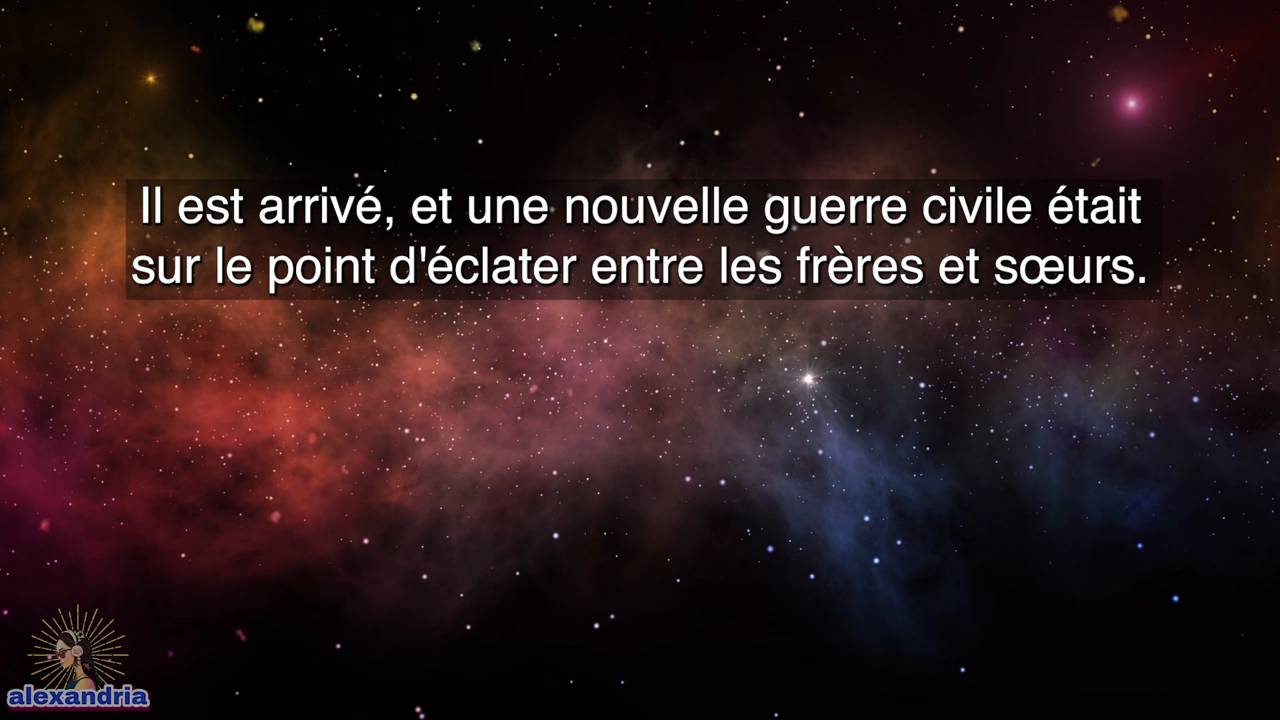 Il est arrivé, et une nouvelle guerre civile était
sur le point d'éclater entre les frères et sœurs.
alexandria